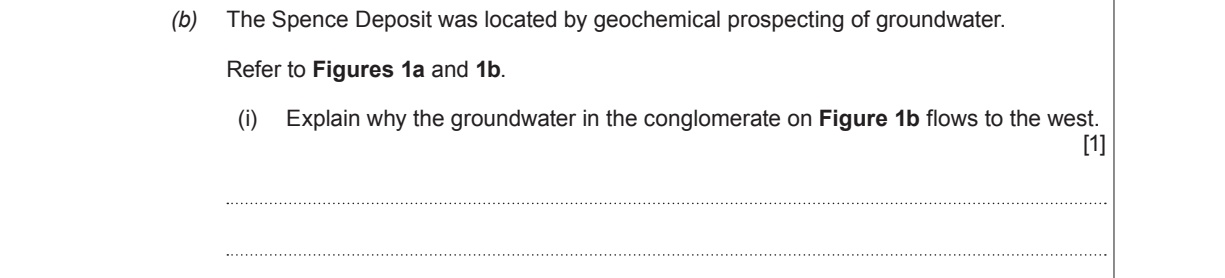 (b) The Spence Deposit was located by geochemical prospecting of groundwater.
Refer to Figures 1a and 1b.
(i) Explain why the groundwater in the conglomerate on Figure 1b flows to the west.
[1]